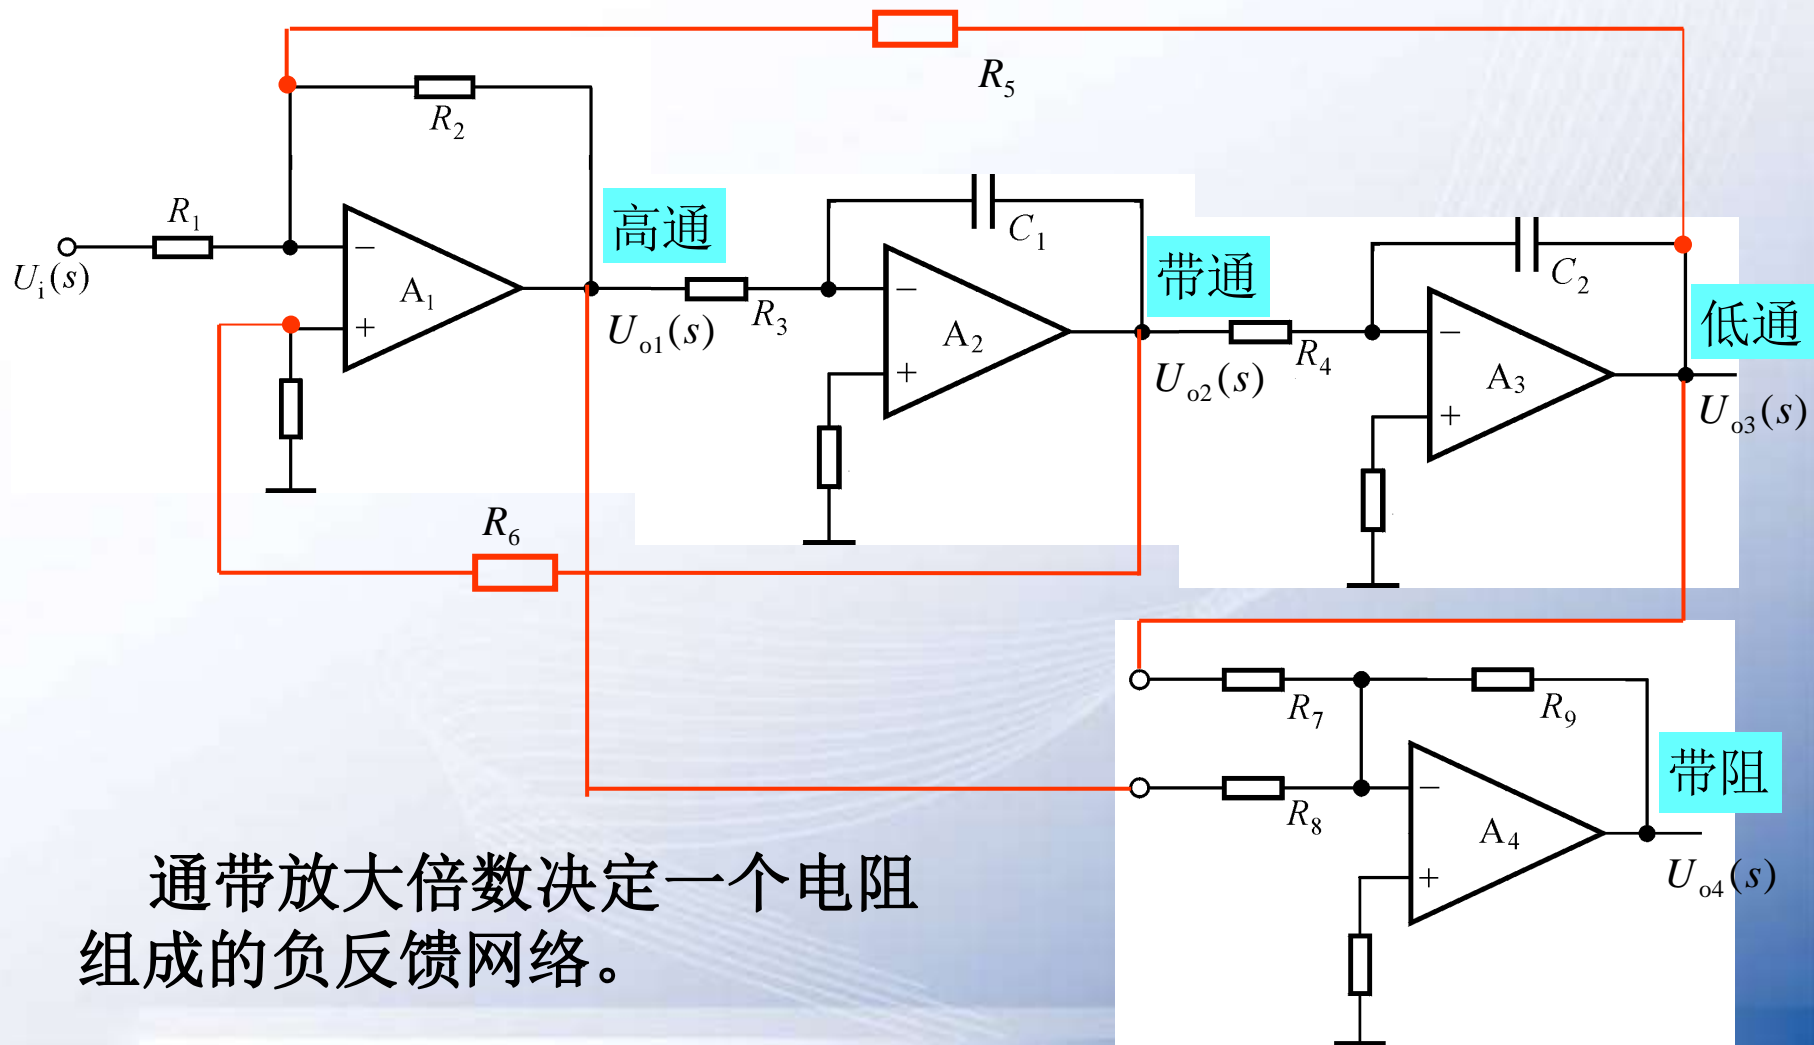 R5
R2
R1
Ui(s)
−
+
A1
高通
Uo1(s)
R3
C1
−
+
A2
带通
Uo2(s)
R4
C2
−
+
A3
低通
Uo3(s)
R6
R7
R9
R8
−
+
A4
带阻
Uo4(s)
通带放大倍数决定一个电阻
组成的负反馈网络。